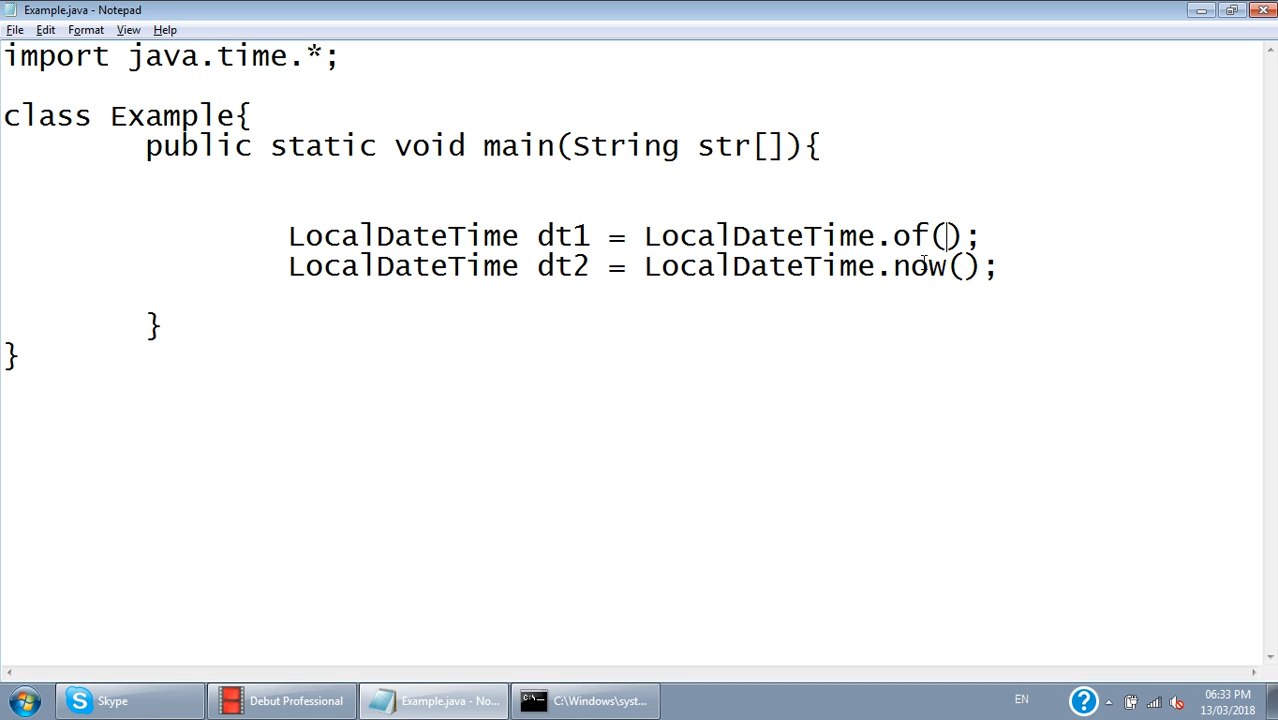 Example.java - Notepad
File Edit Format View Help
import java.time.*;
class Example{
public static void main(String str[]){
LocalDateTime dt1 = LocalDateTime.of();
LocalDateTime dt2 = LocalDateTime.now();
}
}
Skype Debut Professional Example.java - No... C:\Windows\syst... EN 06:33 PM
13/03/2018